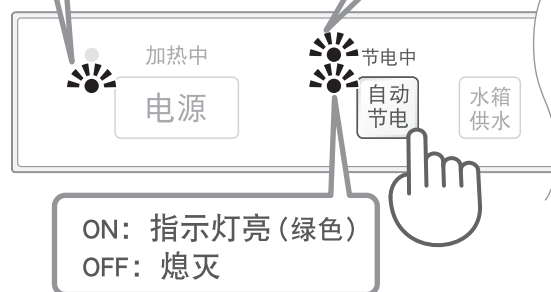 加热中
节电中
电源
自动
节电
水箱
供水
ON：指示灯亮(绿色)
OFF：熄灭